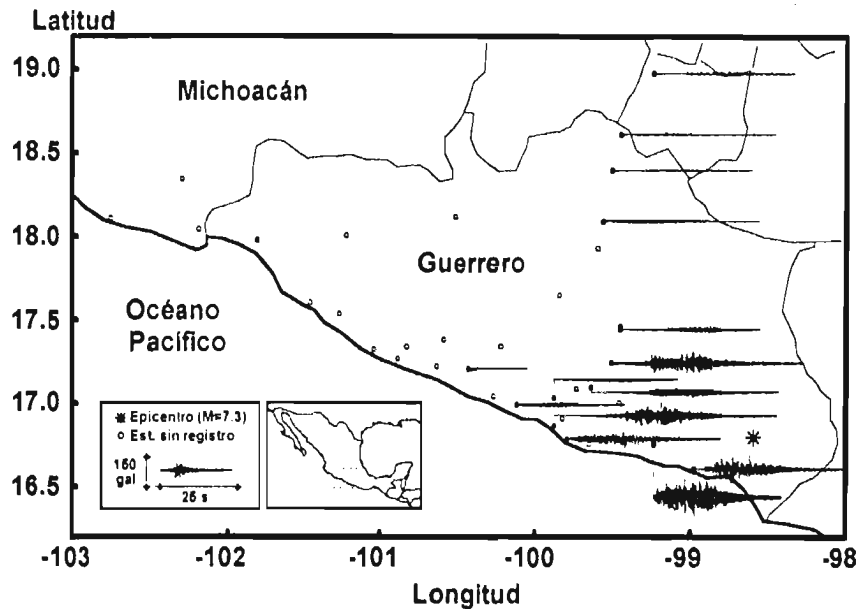 Latitud
19.0
Michoacán
18.5
18.0
Guerrero
17.5
Océano
Pacífico
17.0
Epicentro (M=7.3)
Est. sin registro
160
gal
25 s
16.5
-103 -102 -101 -100 -99 -98
Longitud